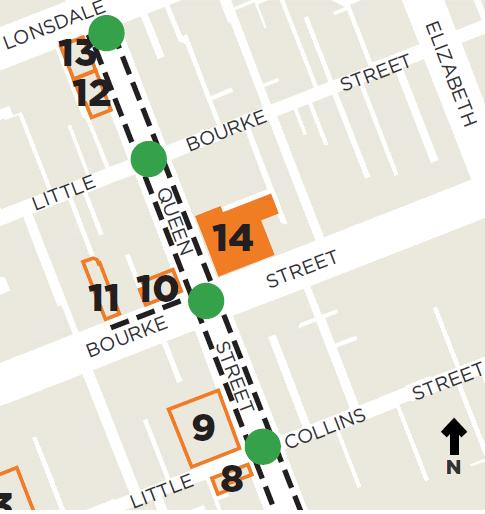 LONSDALE
13
12
ELIZABETH
LITTLE BOURKE STREET
QUEEN STREET
14
11
10
BOURKE STREET
9
8
LITTLE COLLINS STREET
3
N